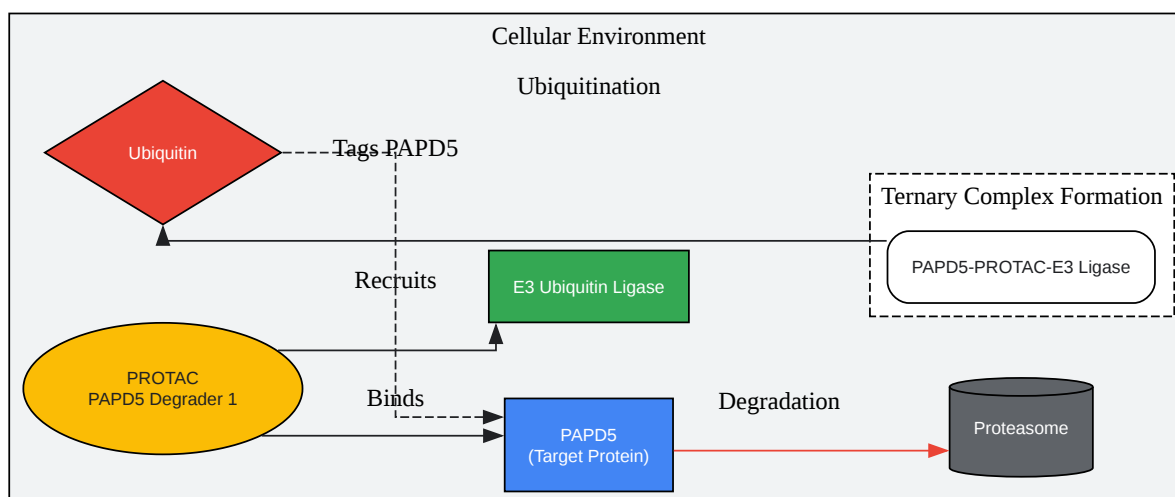 Cellular Environment
Ubiquitination
Ubiquitin
Tags PAPD5
Ternary Complex Formation
PAPD5-PROTAC-E3 Ligase
Recruits
E3 Ubiquitin Ligase
PROTAC
PAPD5 Degrader 1
Binds
Degradation
PAPD5
(Target Protein)
Proteasome